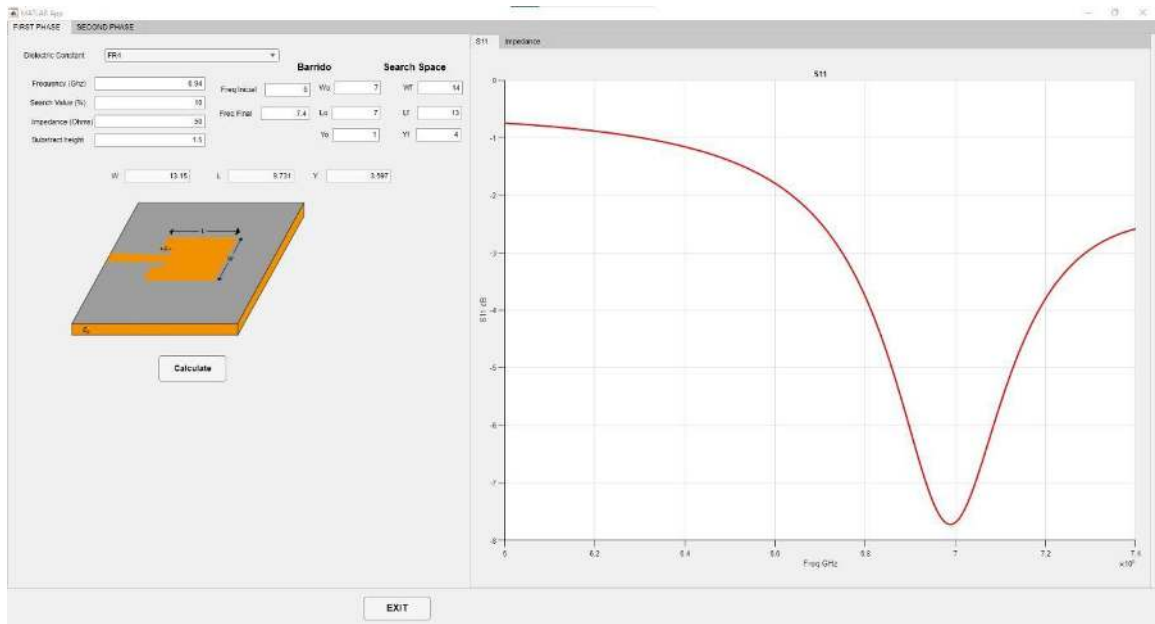 MATLAB App
FIRST PHASE SECOND PHASE
Dielectric Constant FR4
Barrido Search Space
Frequency (Ghz) 6.94
Search Value (%) 10
Impedance (Ohms) 50
Substract height 1.5
Freq Inicial 6 Wo 7 Wf 14
Freq Final 7.4 Lo 7 Lf 13
Yo 1 Yf 4
W 13.15 L 9.731 Y 3.597
L
W
Calculate
S11 Impedance
S11
0
-1
-2
-3
-4
-5
-6
-7
-8
S11 dB
6 6.2 6.4 6.6 6.8 7 7.2 7.4
Freq GHz
×10⁹
EXIT